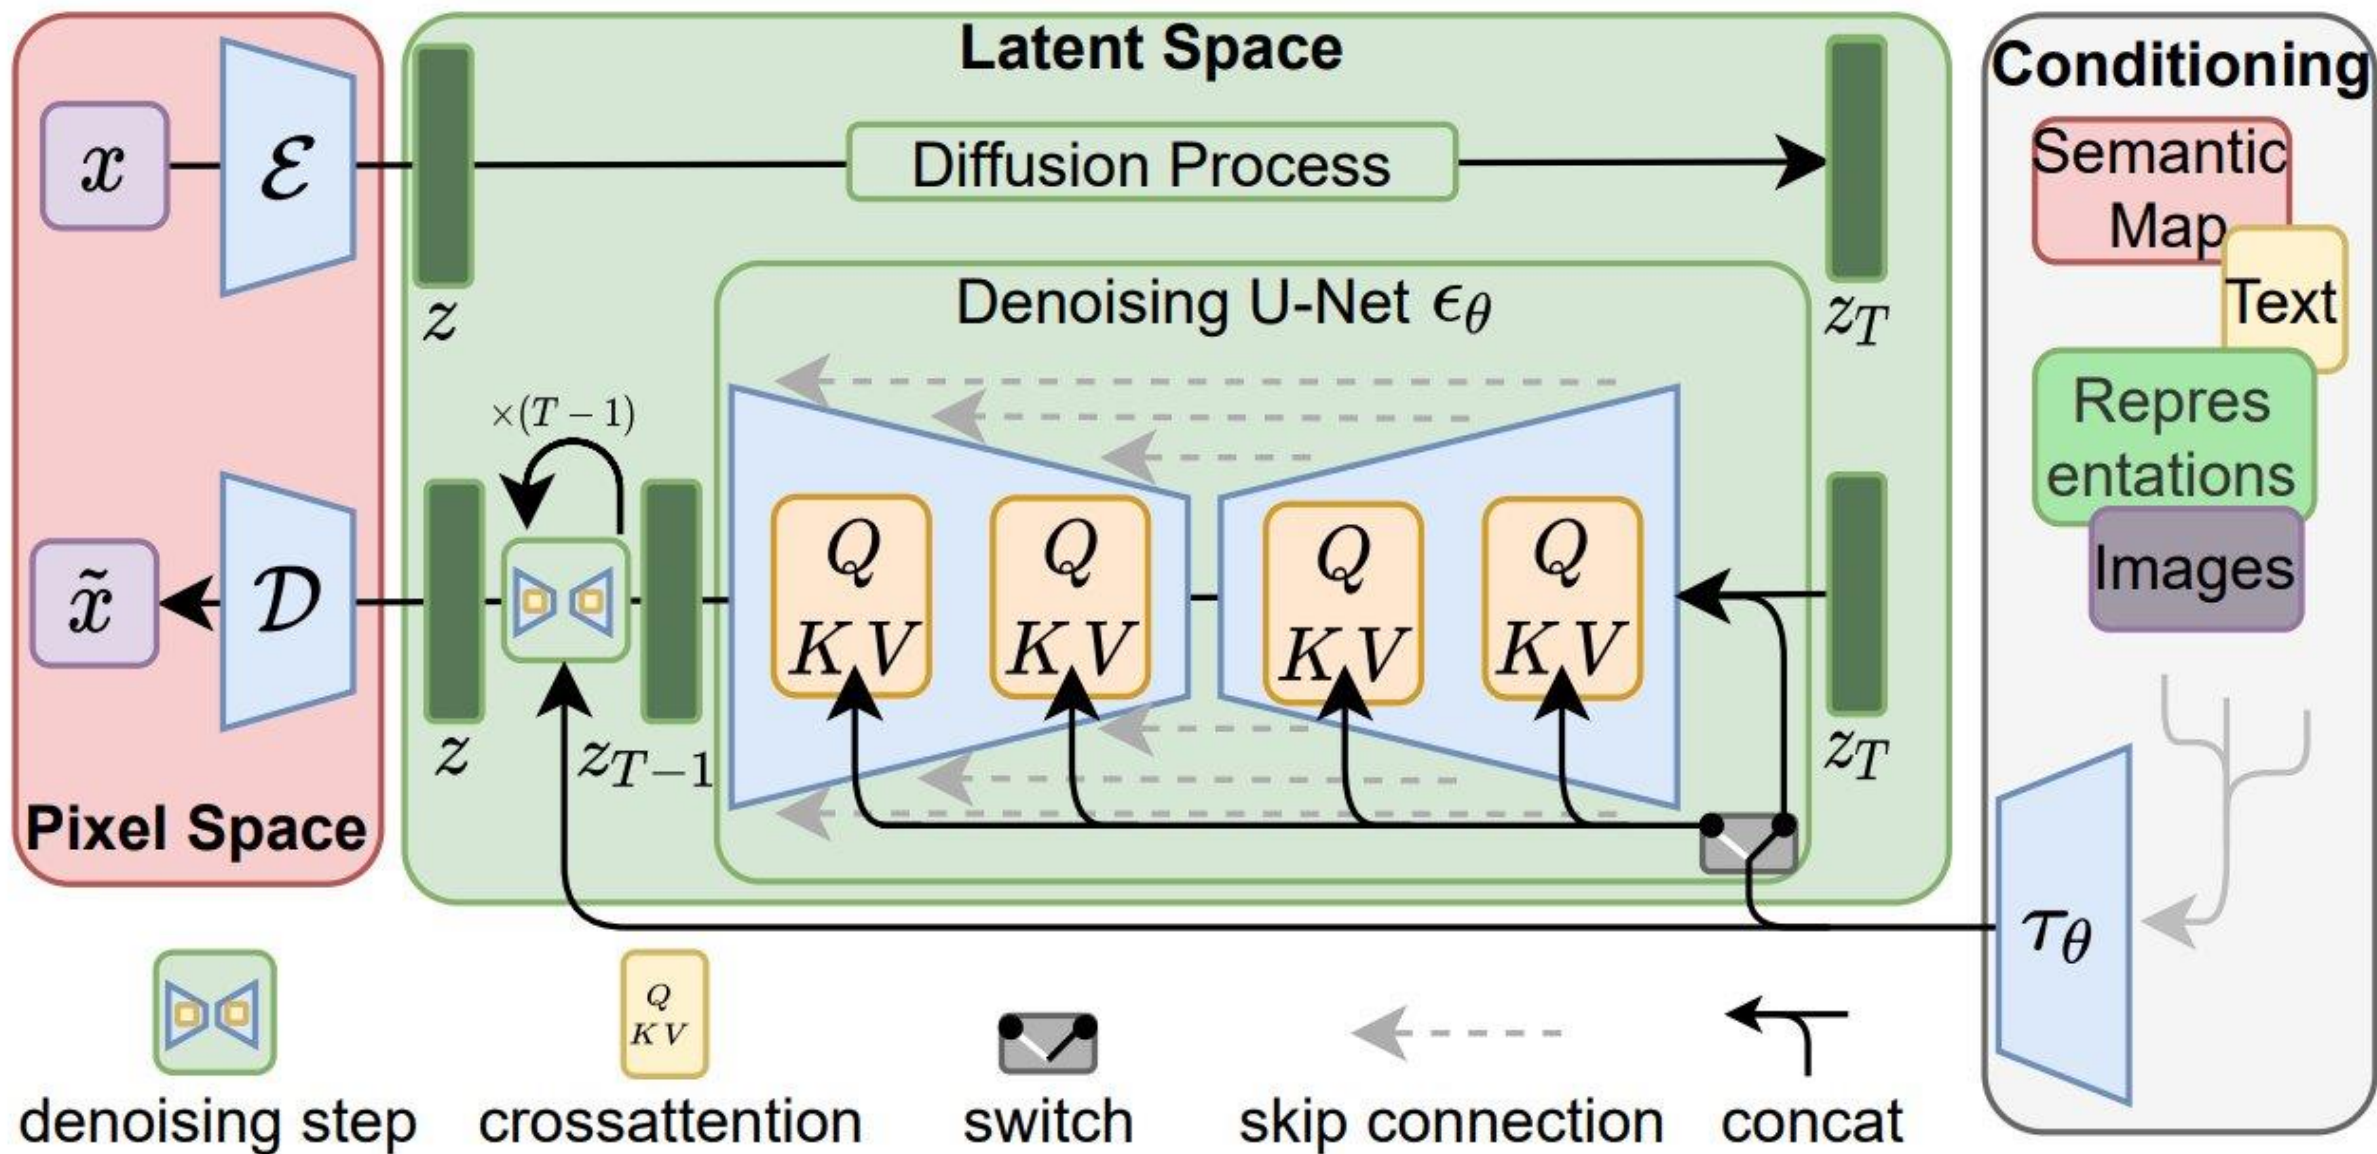 Latent Space
Conditioning
x
ℰ
Diffusion Process
Semantic
Map
z
Denoising U-Net ϵ_θ
z_T
Text
×(T − 1)
Repres
entations
Q
K V
Q
K V
Q
K V
Q
K V
Images
x̃
𝒟
z
z_{T−1}
z_T
Pixel Space
τ_θ
Q
K V
denoising step
crossattention
switch
skip connection
concat